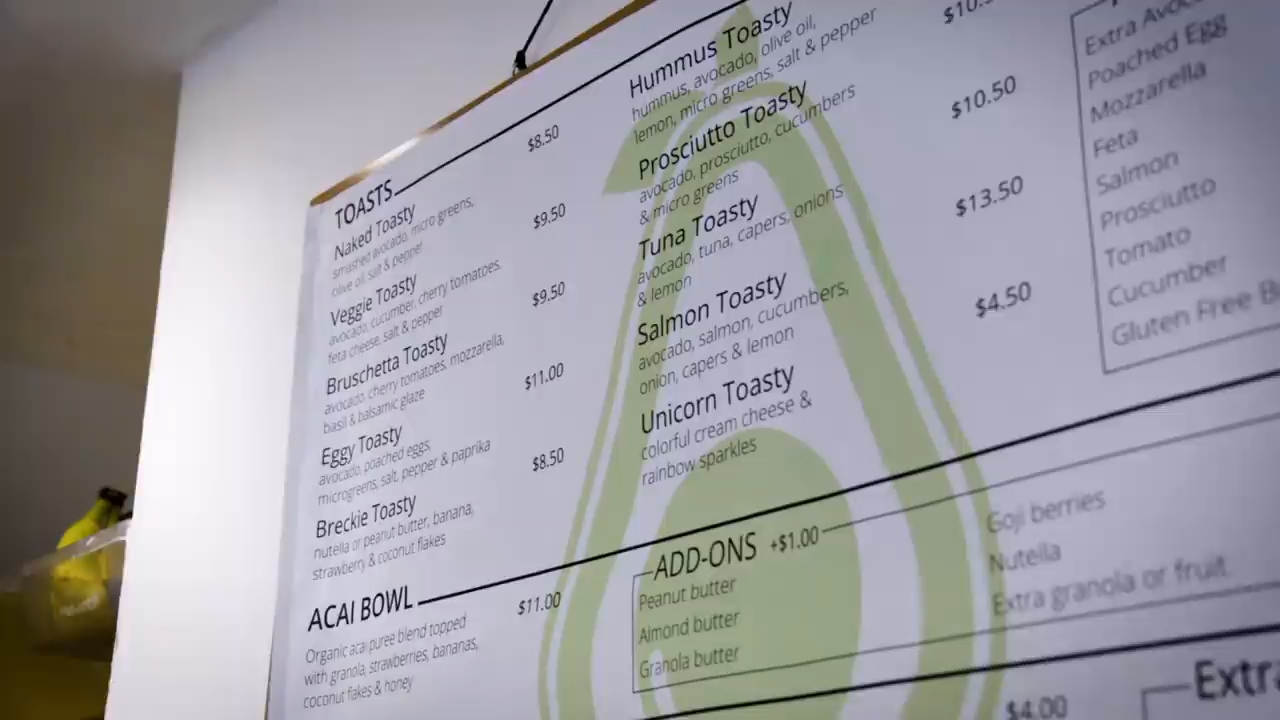 TOASTS
Naked Toasty $8.50
smashed avocado, micro greens,
olive oil, salt & pepper
Veggie Toasty $9.50
avocado, cucumber, cherry tomatoes,
feta cheese, salt & pepper
Bruschetta Toasty $9.50
avocado, cherry tomatoes, mozzarella,
basil & balsamic glaze
Eggy Toasty $11.00
avocado, poached eggs,
microgreens, salt, pepper & paprika
Breckie Toasty $8.50
nutella or peanut butter, banana,
strawberry & coconut flakes
Hummus Toasty
hummus, avocado, olive oil,
lemon, micro greens, salt & pepper
Prosciutto Toasty
avocado, prosciutto, cucumbers
& micro greens
Tuna Toasty $10.50
avocado, tuna, capers, onions
& lemon
Salmon Toasty $13.50
avocado, salmon, cucumbers,
onion, capers & lemon
Unicorn Toasty $4.50
colorful cream cheese &
rainbow sparkles
Extra
Poached Egg
Mozzarella
Feta
Salmon
Prosciutto
Tomato
Cucumber
Gluten Free
ACAI BOWL $11.00
Organic acai puree blend topped
with granola, strawberries, bananas,
coconut flakes & honey
ADD-ONS +$1.00
Peanut butter
Almond butter
Granola butter
Goji berries
Nutella
Extra granola or fruit
$4.00